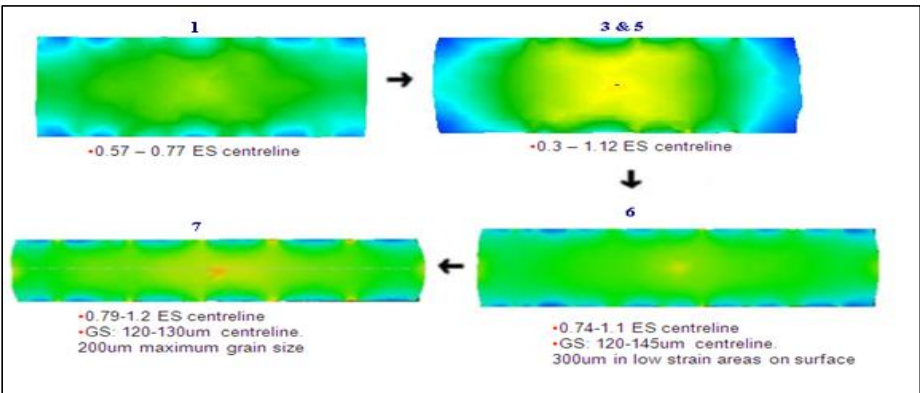 1
3 & 5
•0.57 – 0.77 ES centreline
•0.3 – 1.12 ES centreline
7
6
•0.79-1.2 ES centreline
•GS: 120-130um centreline.
200um maximum grain size
•0.74-1.1 ES centreline
•GS: 120-145um centreline.
300um in low strain areas on surface